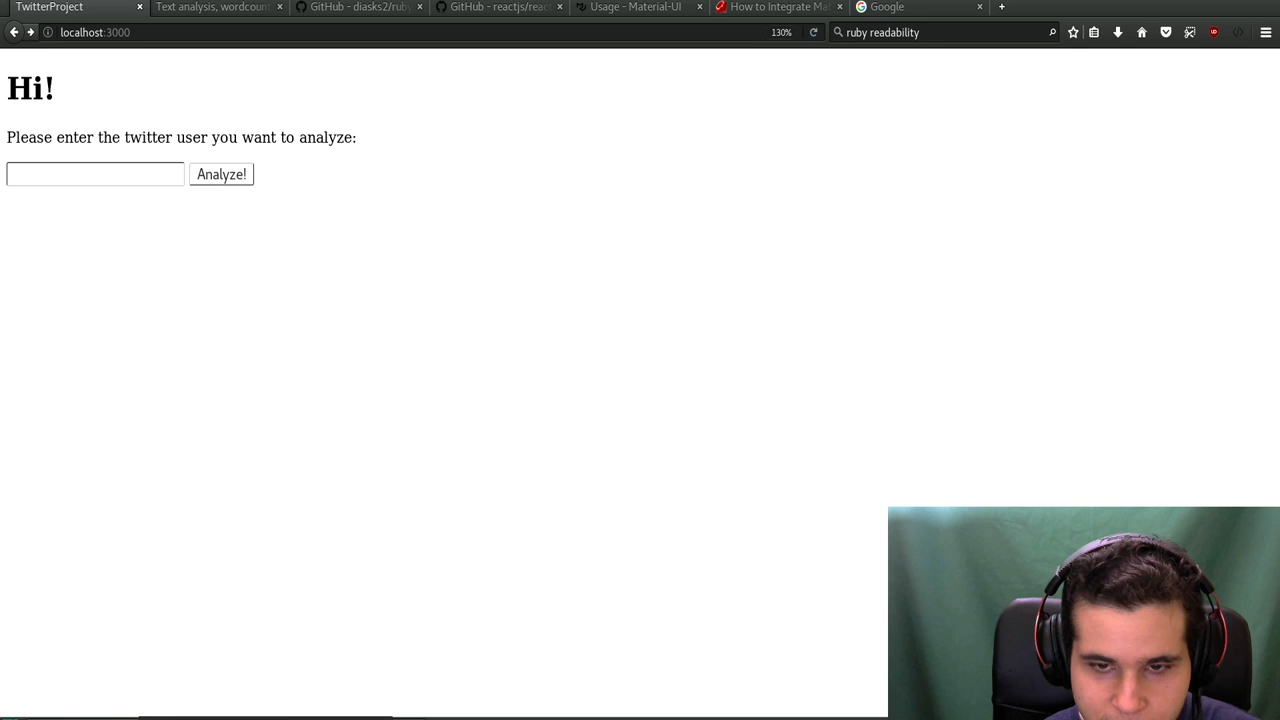 TwitterProject
Text analysis, wordcount
GitHub - diasks2/ruby
GitHub - reactjs/reac
Usage - Material-UI
How to Integrate Ma
Google
localhost:3000
130%
ruby readability
Hi!
Please enter the twitter user you want to analyze:
Analyze!